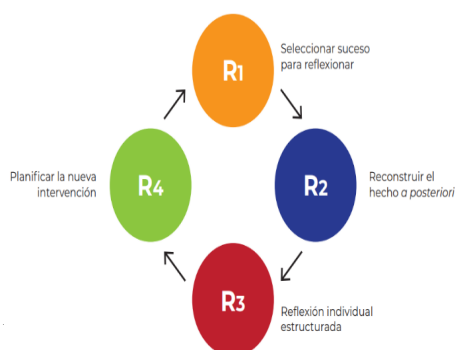 R1
Seleccionar suceso
para reflexionar
R2
Reconstruir el
hecho a posteriori
R3
Reflexión individual
estructurada
R4
Planificar la nueva
intervención